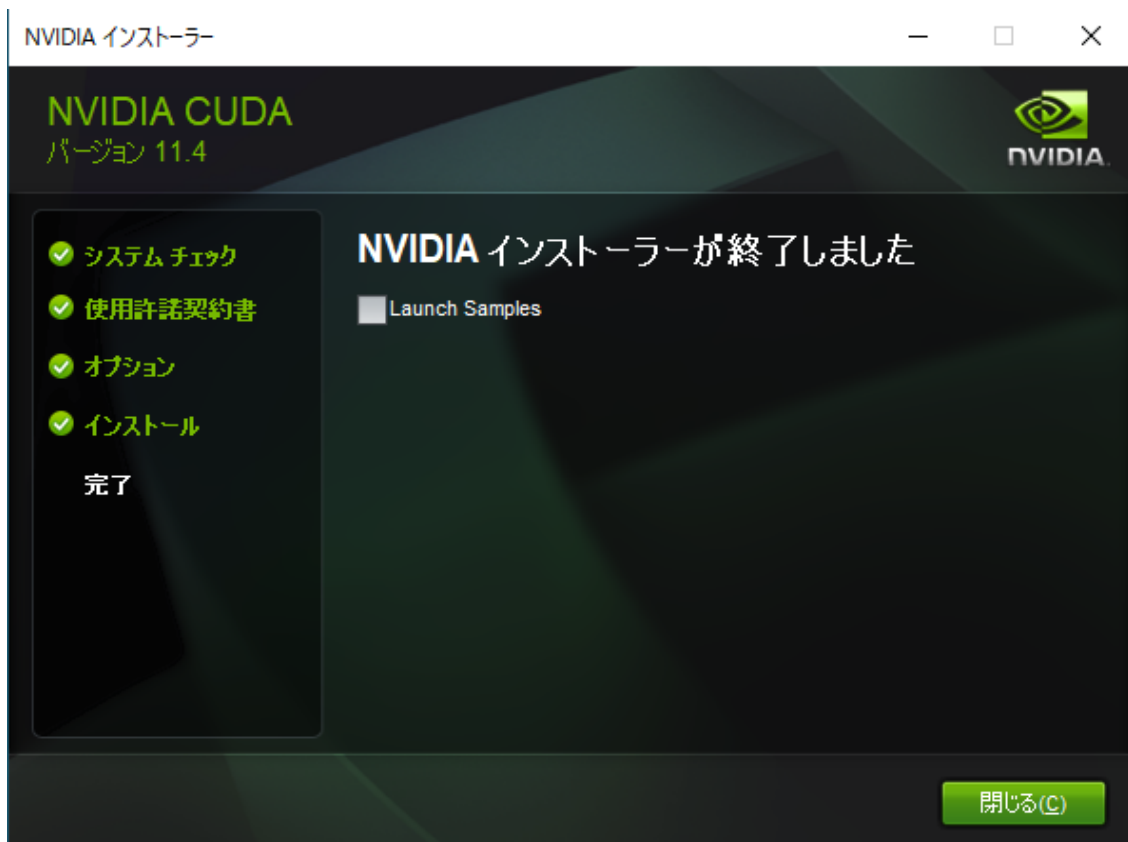 NVIDIA インストーラー
NVIDIA CUDA
バージョン 11.4
NVIDIA.
システム チェック
使用許諾契約書
オプション
インストール
完了
NVIDIA インストーラーが終了しました
Launch Samples
閉じる(C)